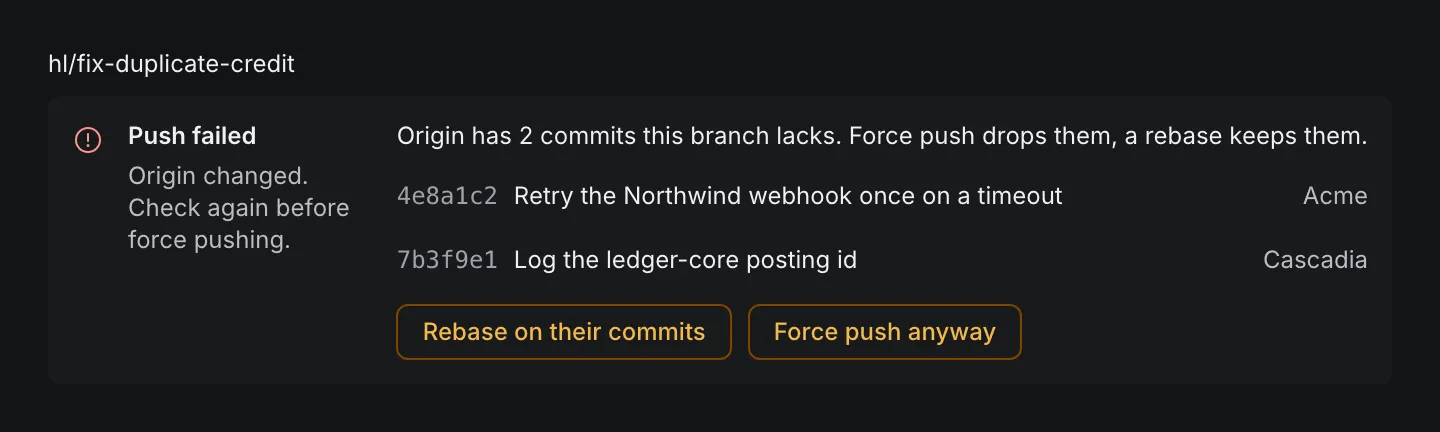 hl/fix-duplicate-credit
Push failed
Origin changed.
Check again before
force pushing.
Origin has 2 commits this branch lacks. Force push drops them, a rebase keeps them.
4e8a1c2 Retry the Northwind webhook once on a timeout Acme
7b3f9e1 Log the ledger-core posting id Cascadia
Rebase on their commits Force push anyway